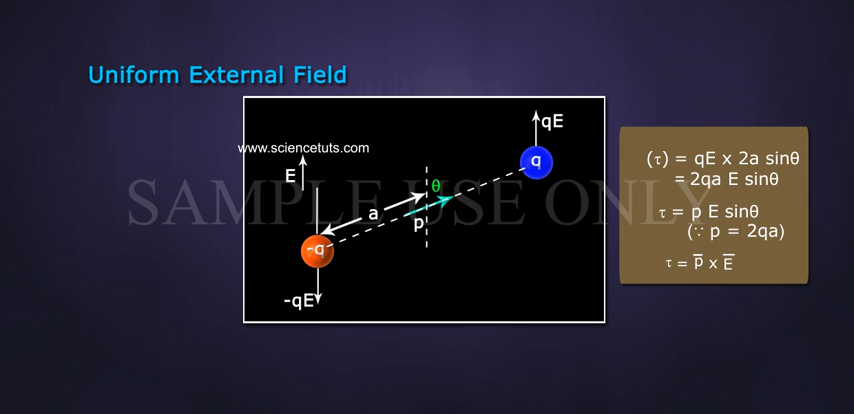 Uniform External Field
www.sciencetuts.com
E
qE
q
θ
a
p
-q
-qE
(τ) = qE x 2a sinθ
= 2qa E sinθ
τ = p E sinθ
(∵ p = 2qa)
τ = p̅ x E̅
SAMPLE USE ONLY